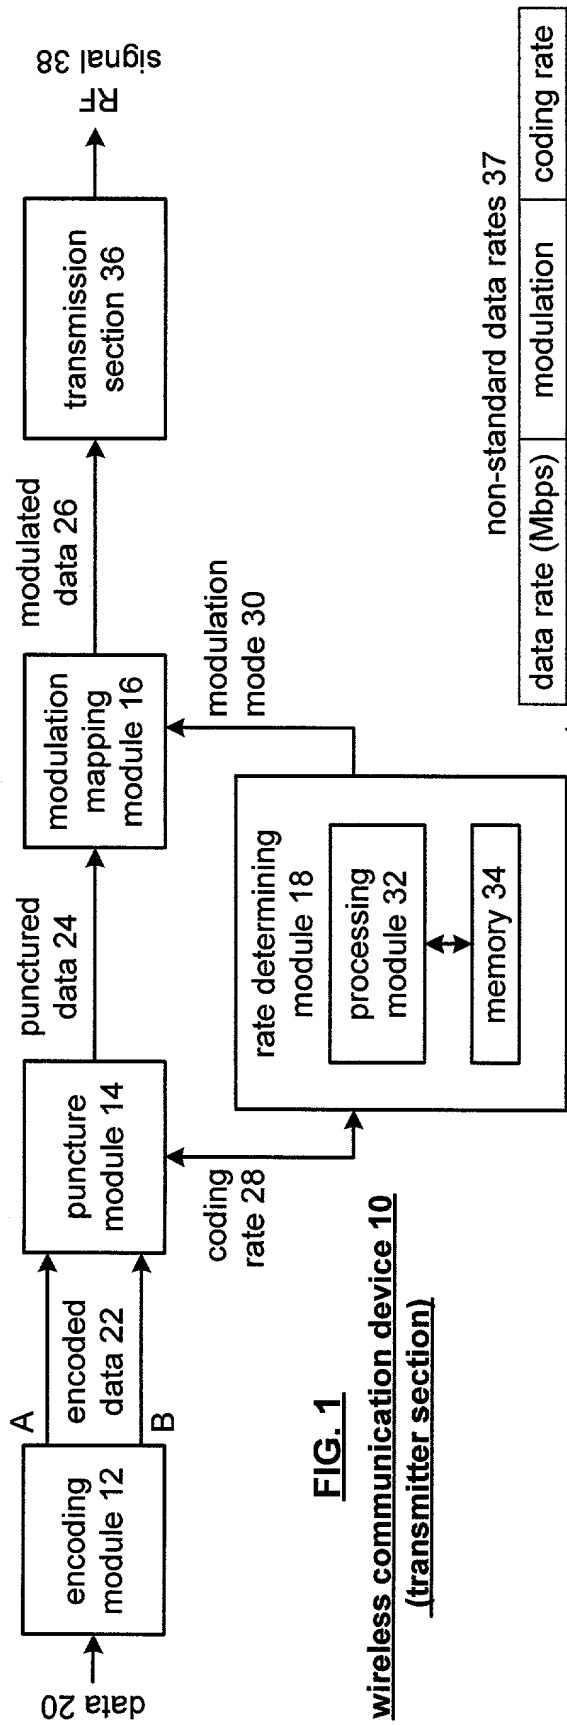 data 20
encoding
module 12
A
encoded
data 22
B
puncture
module 14
punctured
data 24
modulation
mapping
module 16
modulated
data 26
transmission
section 36
RF
signal 38
coding
rate 28
rate determining
module 18
processing
module 32
memory 34
modulation
mode 30
FIG. 1
wireless communication device 10
(transmitter section)
non-standard data rates 37
data rate (Mbps) modulation coding rate